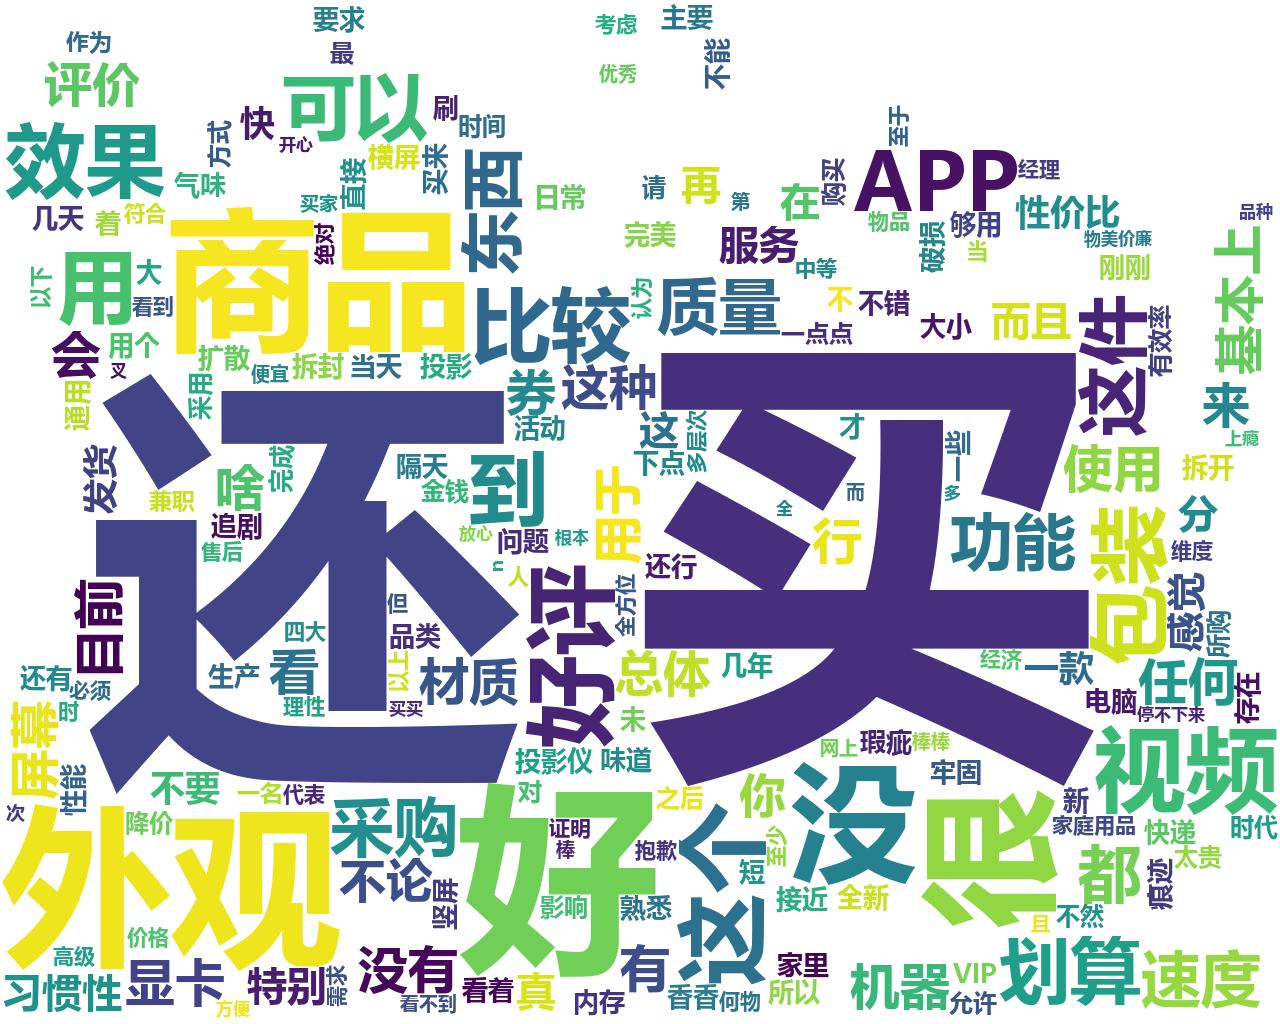 要求
考虑
主要
作为
最
不能
优秀
评价
可以
刷
快
时间
至于
效果
方式
开心
横屏
买来
东西
APP
经理
气味
直接
日常
请
再
第
在
购买
几天
着
符合
买家
物品
够用
性价比
品种
商品
绝对
完美
服务
破损
当
物美价廉
用
大
以下
看到
中等
刚刚
基本上
比较
认为
质量
不
不错
一点点
大小
而且
这件
有效率
会
用个
叉
扩散
便宜
拆封
当天
投影
券
这种
通用
采用
还
买
活动
这
下点
多层次
才
一些
来
上瘾
发货
啥
完成
隔天
金钱
到
用于
使用
拆开
兼职
追剧
售后
放心
问题
根本
全
而
多
行
功能
包装
分
维度
目前
n
人
还行
但
好评
全方位
感觉
所购
四大
品类
还有
必须
生产
看
以上
材质
总体
几年
经济
一款
任何
存在
时
理性
买买
未
电脑
停不下来
屏幕
投影仪
味道
网上
瑕疵
棒棒
视频
性能
不要
一名
代表
对
之后
你
没
牢固
新
次
降价
采购
好
证明
棒
抱歉
这个
至少
很
家庭用品
快递
时代
外观
不论
竖屏
影响
熟悉
短
接近
全新
都
痕迹
太贵
价格
且
不然
高级
习惯性
显卡
方便
特别
需求
没有
看不到
看着
真
内存
有
香香
何物
家里
所以
机器
VIP
允许
划算
速度